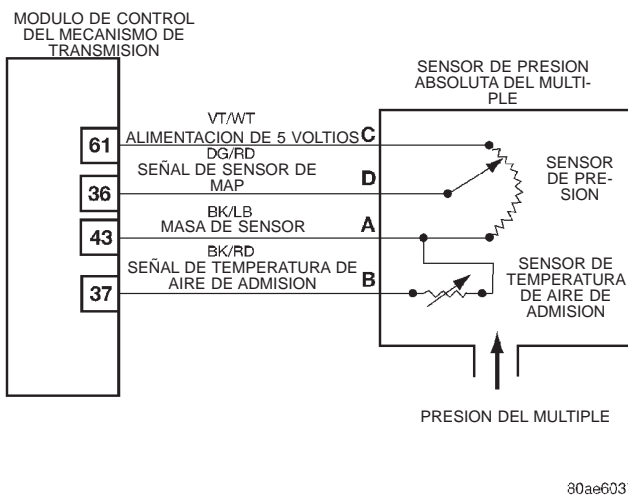 MODULO DE CONTROL
DEL MECANISMO DE
TRANSMISION
SENSOR DE PRESION
ABSOLUTA DEL MULTI-
PLE
VT/WT
61 ALIMENTACION DE 5 VOLTIOS C
DG/RD
SEÑAL DE SENSOR DE
36 MAP D
BK/LB
43 MASA DE SENSOR A
BK/RD
SEÑAL DE TEMPERATURA DE
37 AIRE DE ADMISION B
SENSOR
DE PRE-
SION
SENSOR DE
TEMPERATURA
DE AIRE DE
ADMISION
PRESION DEL MULTIPLE